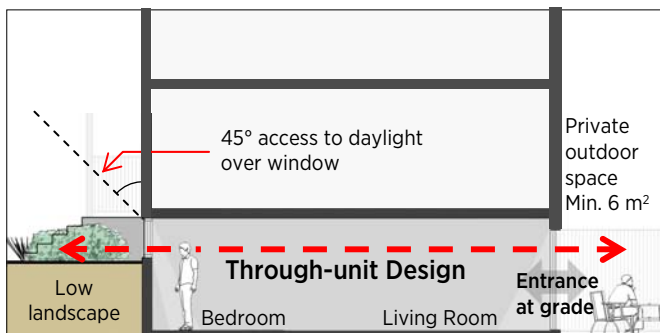 45° access to daylight
over window
Private
outdoor
space
Min. 6 m²
Through-unit Design
Entrance
at grade
Low
landscape
Bedroom
Living Room